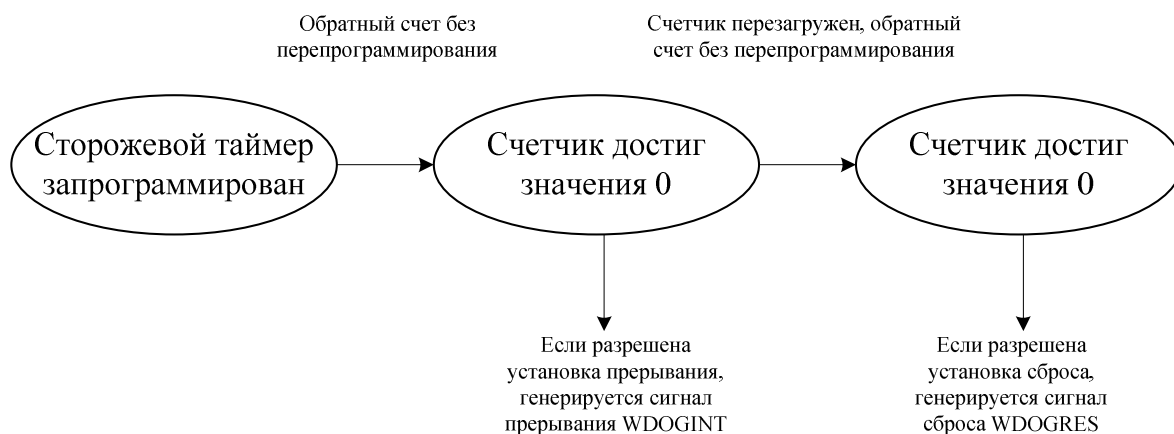 Обратный счет без
перепрограммирования
Счетчик перезагружен, обратный
счет без перепрограммирования
Сторожевой таймер
запрограммирован
Счетчик достиг
значения 0
Счетчик достиг
значения 0
Если разрешена
установка прерывания,
генерируется сигнал
прерывания WDOGINT
Если разрешена
установка сброса,
генерируется сигнал
сброса WDOGRES